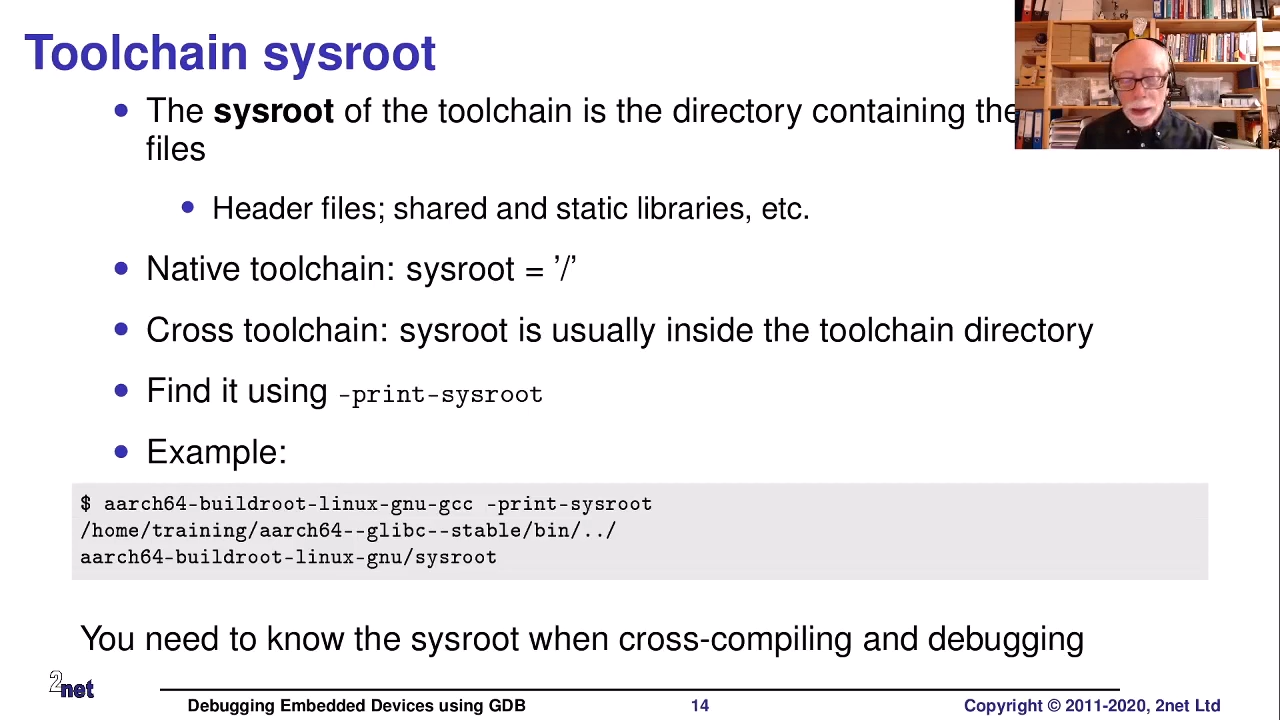 Toolchain sysroot
• The sysroot of the toolchain is the directory containing the
files
• Header files; shared and static libraries, etc.
• Native toolchain: sysroot = '/'
• Cross toolchain: sysroot is usually inside the toolchain directory
• Find it using -print-sysroot
• Example:
$ aarch64-buildroot-linux-gnu-gcc -print-sysroot
/home/training/aarch64--glibc--stable/bin/../
aarch64-buildroot-linux-gnu/sysroot
You need to know the sysroot when cross-compiling and debugging
2net
Debugging Embedded Devices using GDB 14 Copyright © 2011-2020, 2net Ltd